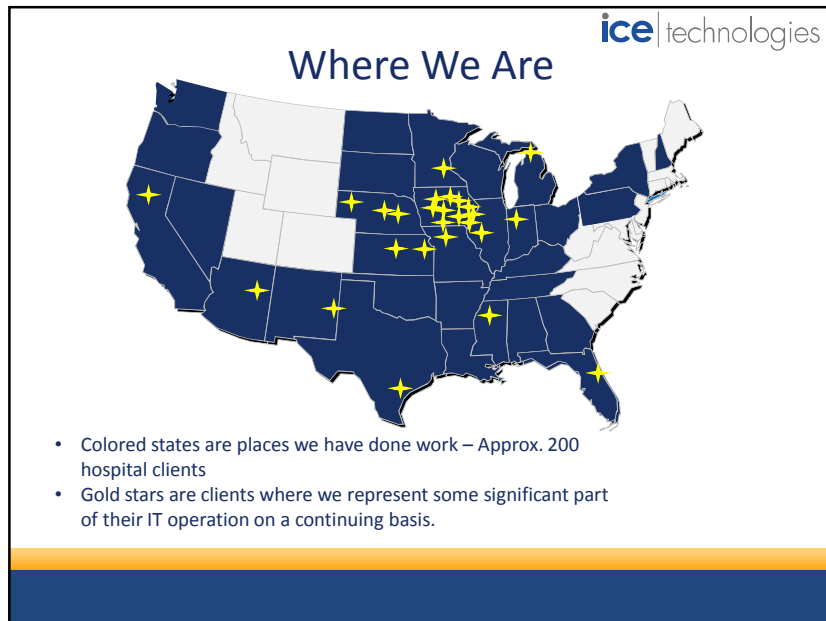 ice technologies
Where We Are
• Colored states are places we have done work – Approx. 200
hospital clients
• Gold stars are clients where we represent some significant part
of their IT operation on a continuing basis.